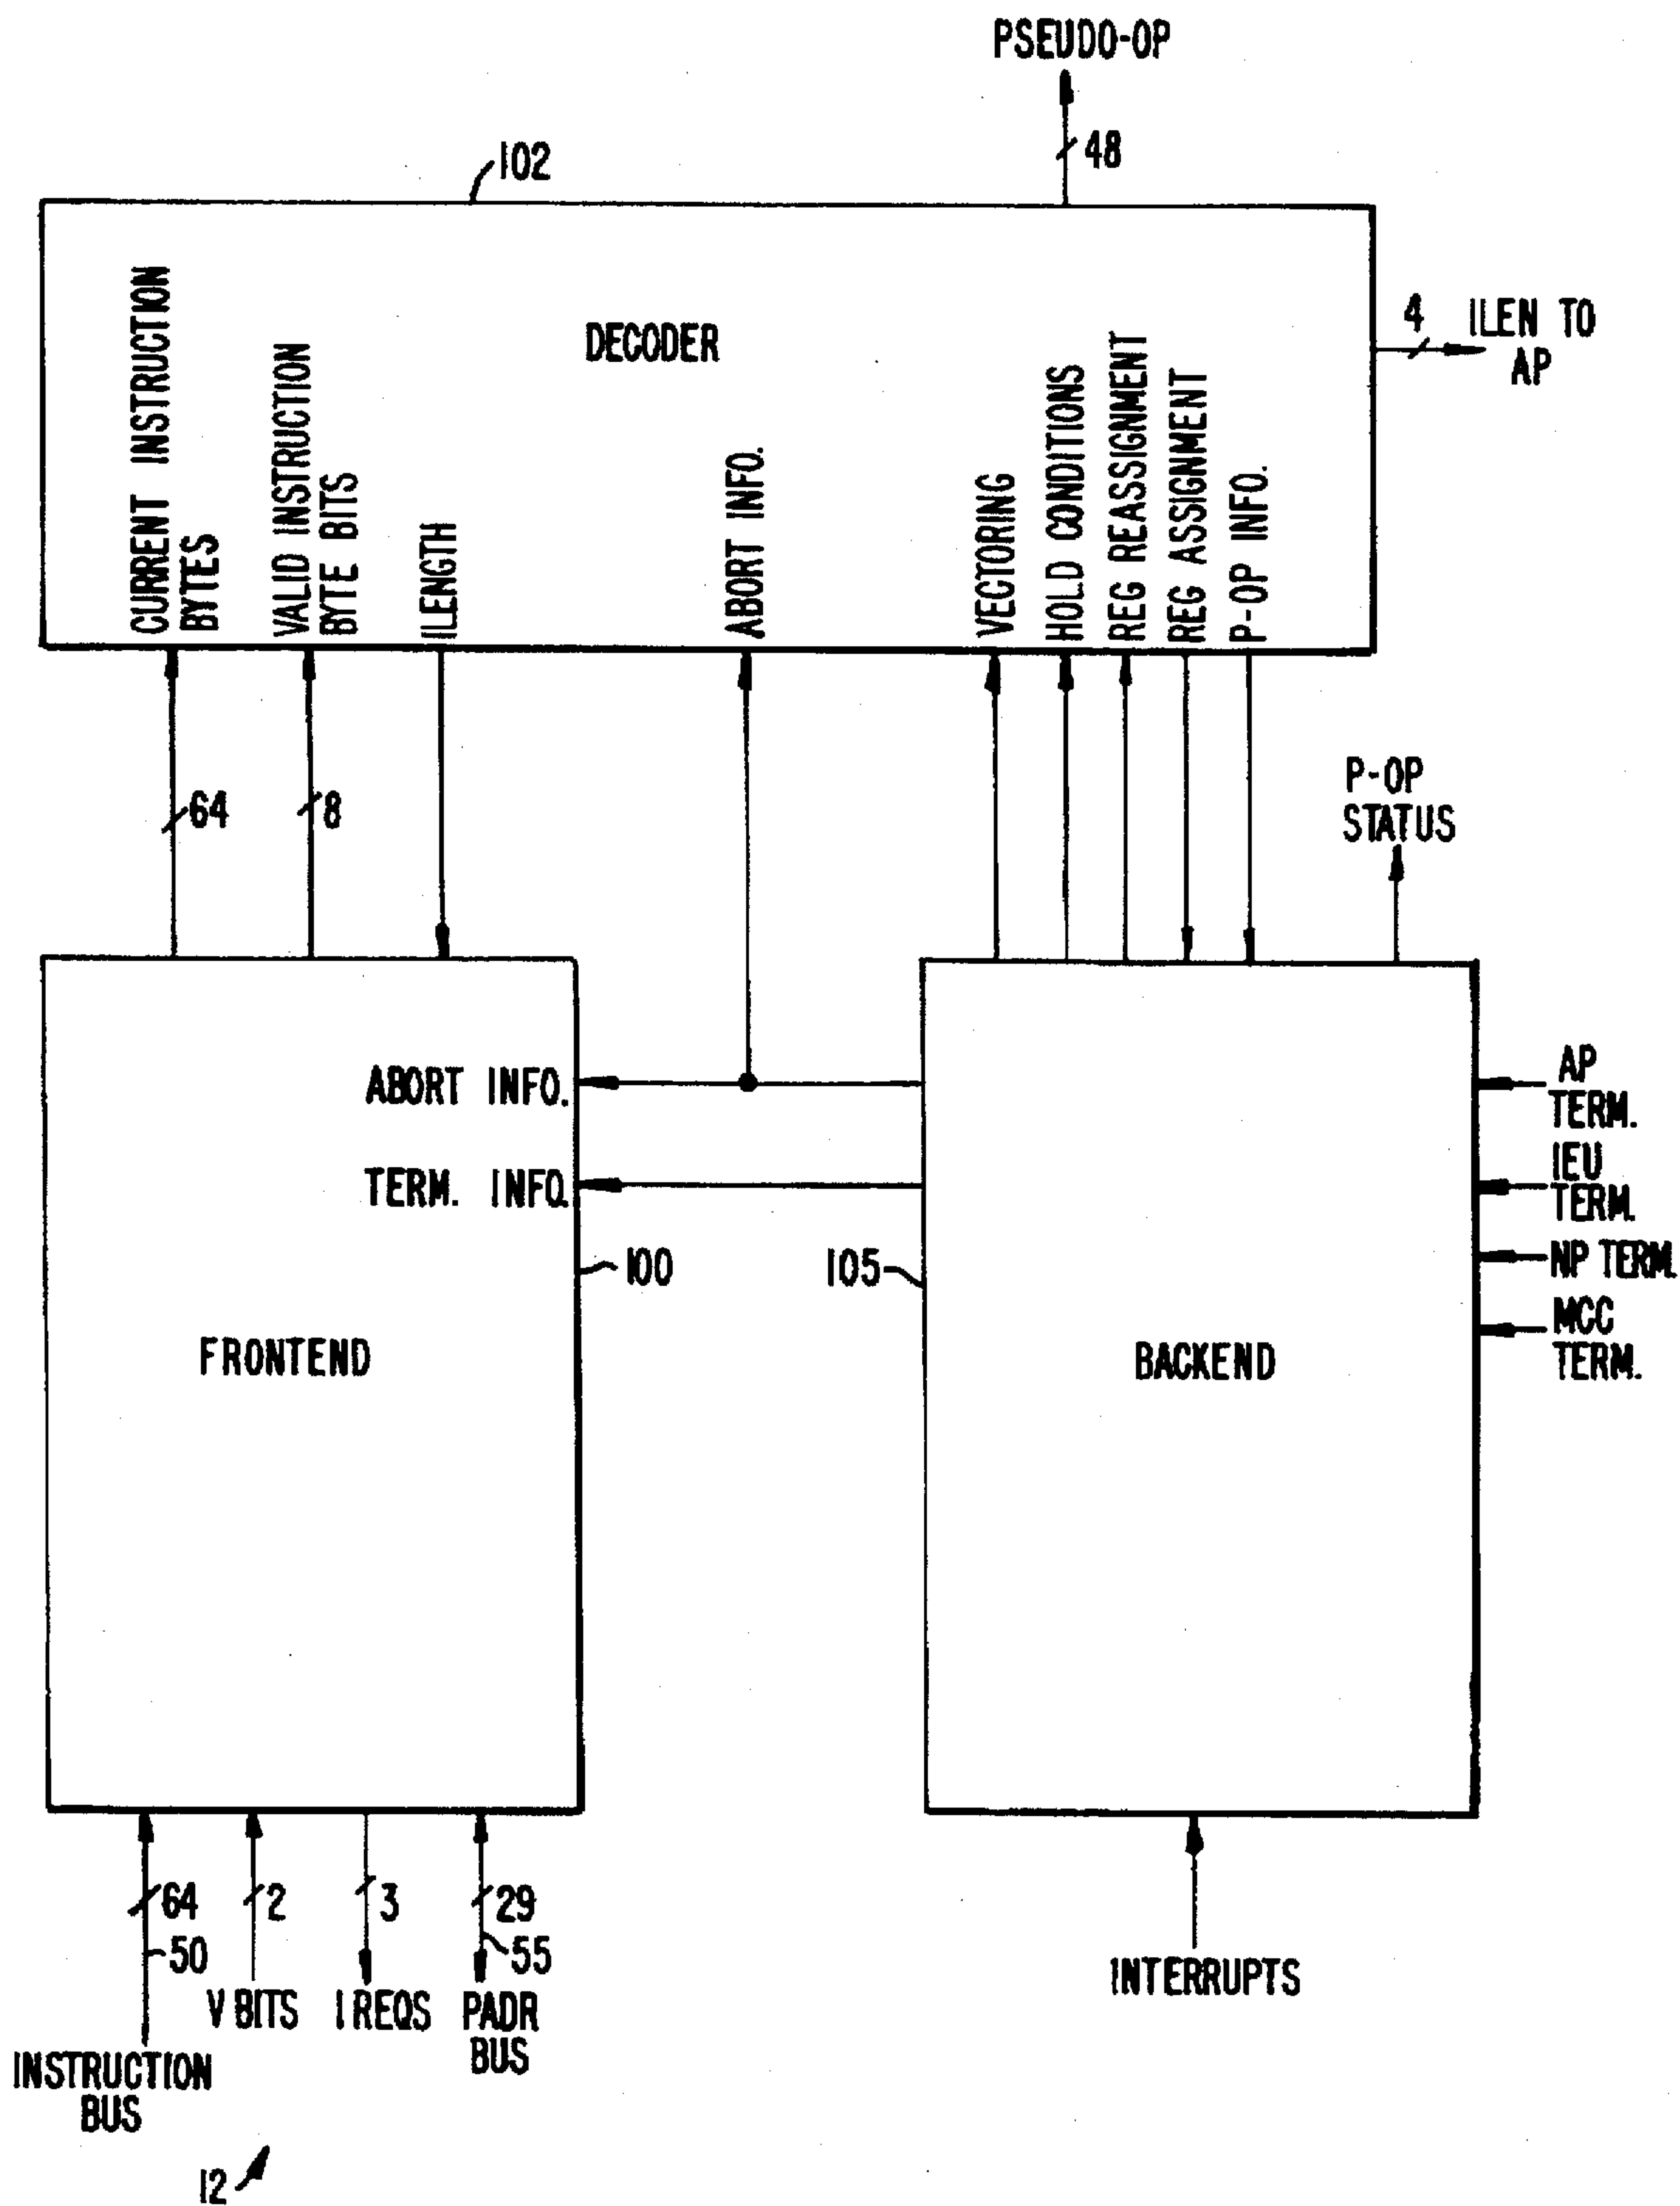 PSEUDO-OP
48
102
CURRENT INSTRUCTION
BYTES
VALID INSTRUCTION
BYTE BITS
ILENGTH
DECODER
ABORT INFO.
VECTORING
HOLD CONDITIONS
REG REASSIGNMENT
REG ASSIGNMENT
P-OP INFO.
4
ILEN TO
AP
64
8
P-OP
STATUS
ABORT INFO.
TERM. INFO.
100
105
FRONTEND
BACKEND
AP
TERM.
IEU
TERM.
NP TERM.
MCC
TERM.
64
2
3
29
50
55
V BITS
I REQS
PADR
BUS
INSTRUCTION
BUS
INTERRUPTS
12